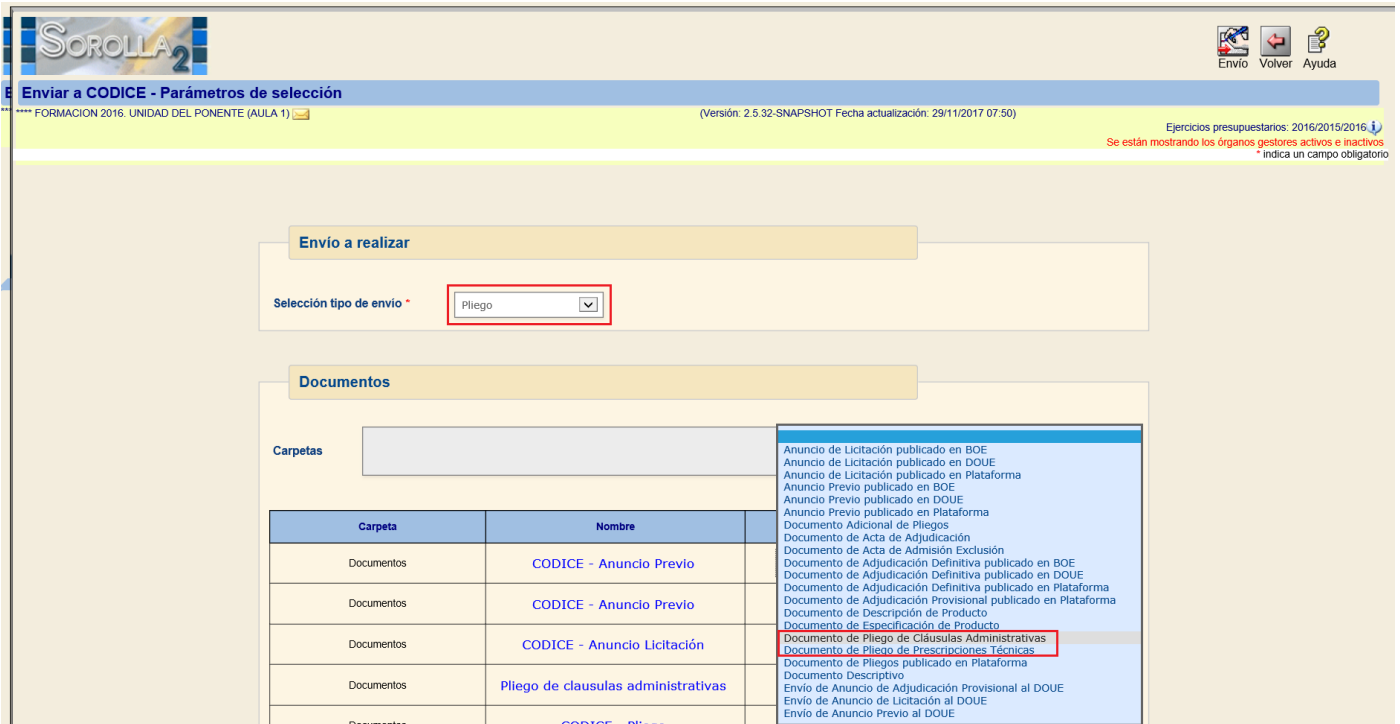 SOROLLA2
Envío Volver Ayuda
E Enviar a CODICE - Parámetros de selección
*** **** FORMACION 2016. UNIDAD DEL PONENTE (AULA 1)
(Versión: 2.5.32-SNAPSHOT Fecha actualización: 29/11/2017 07:50)
Ejercicios presupuestarios: 2016/2015/2016
Se están mostrando los órganos gestores activos e inactivos
* indica un campo obligatorio
Envío a realizar
Selección tipo de envío * Pliego
Documentos
Carpetas
Anuncio de Licitación publicado en BOE
Anuncio de Licitación publicado en DOUE
Anuncio de Licitación publicado en Plataforma
Anuncio Previo publicado en BOE
Anuncio Previo publicado en DOUE
Anuncio Previo publicado en Plataforma
Documento Adicional de Pliegos
Documento de Acta de Adjudicación
Documento de Acta de Admisión Exclusión
Documento de Adjudicación Definitiva publicado en BOE
Documento de Adjudicación Definitiva publicado en DOUE
Documento de Adjudicación Definitiva publicado en Plataforma
Documento de Adjudicación Provisional publicado en Plataforma
Documento de Descripción de Producto
Documento de Especificación de Producto
Documento de Pliego de Cláusulas Administrativas
Documento de Pliego de Prescripciones Técnicas
Documento de Pliegos publicado en Plataforma
Documento Descriptivo
Envío de Anuncio de Adjudicación Provisional al DOUE
Envío de Anuncio de Licitación al DOUE
Envío de Anuncio Previo al DOUE
Carpeta Nombre
Documentos CODICE - Anuncio Previo
Documentos CODICE - Anuncio Previo
Documentos CODICE - Anuncio Licitación
Documentos Pliego de clausulas administrativas
Documentos CODICE - Pliego